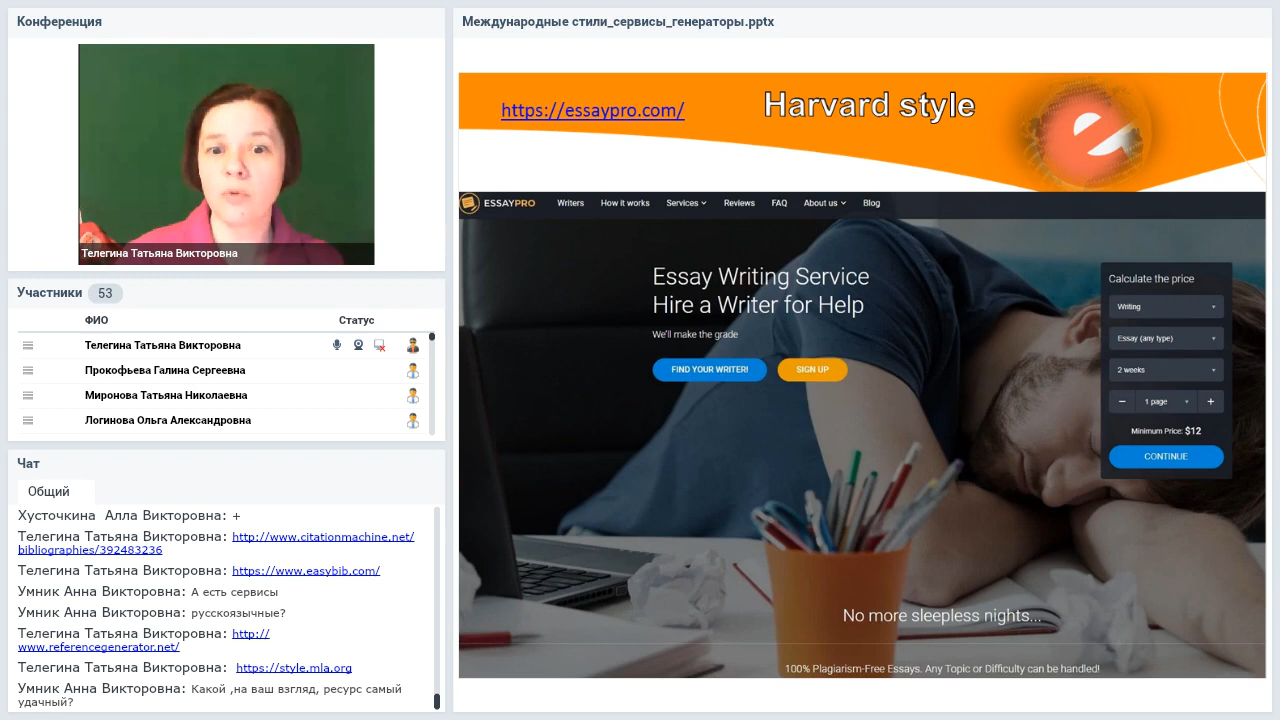 Конференция
Телегина Татьяна Викторовна
Участники 53
ФИО Статус
Телегина Татьяна Викторовна
Прокофьева Галина Сергеевна
Миронова Татьяна Николаевна
Логинова Ольга Александровна
Чат
Общий
Хусточкина Алла Викторовна: +
Телегина Татьяна Викторовна: http://www.citationmachine.net/
bibliographies/392483236
Телегина Татьяна Викторовна: https://www.easybib.com/
Умник Анна Викторовна: А есть сервисы
Умник Анна Викторовна: русскоязычные?
Телегина Татьяна Викторовна: http://
www.referencegenerator.net/
Телегина Татьяна Викторовна: https://style.mla.org
Умник Анна Викторовна: Какой ,на ваш взгляд, ресурс самый
удачный?
Международные стили_сервисы_генераторы.pptx
https://essaypro.com/ Harvard style
ESSAYPRO Writers How it works Services Reviews FAQ About us Blog
Essay Writing Service
Hire a Writer for Help
We'll make the grade
FIND YOUR WRITER! SIGN UP
Calculate the price
Writing
Essay (any type)
2 weeks
− 1 page +
Minimum Price: $12
CONTINUE
No more sleepless nights...
100% Plagiarism-Free Essays. Any Topic or Difficulty can be handled!